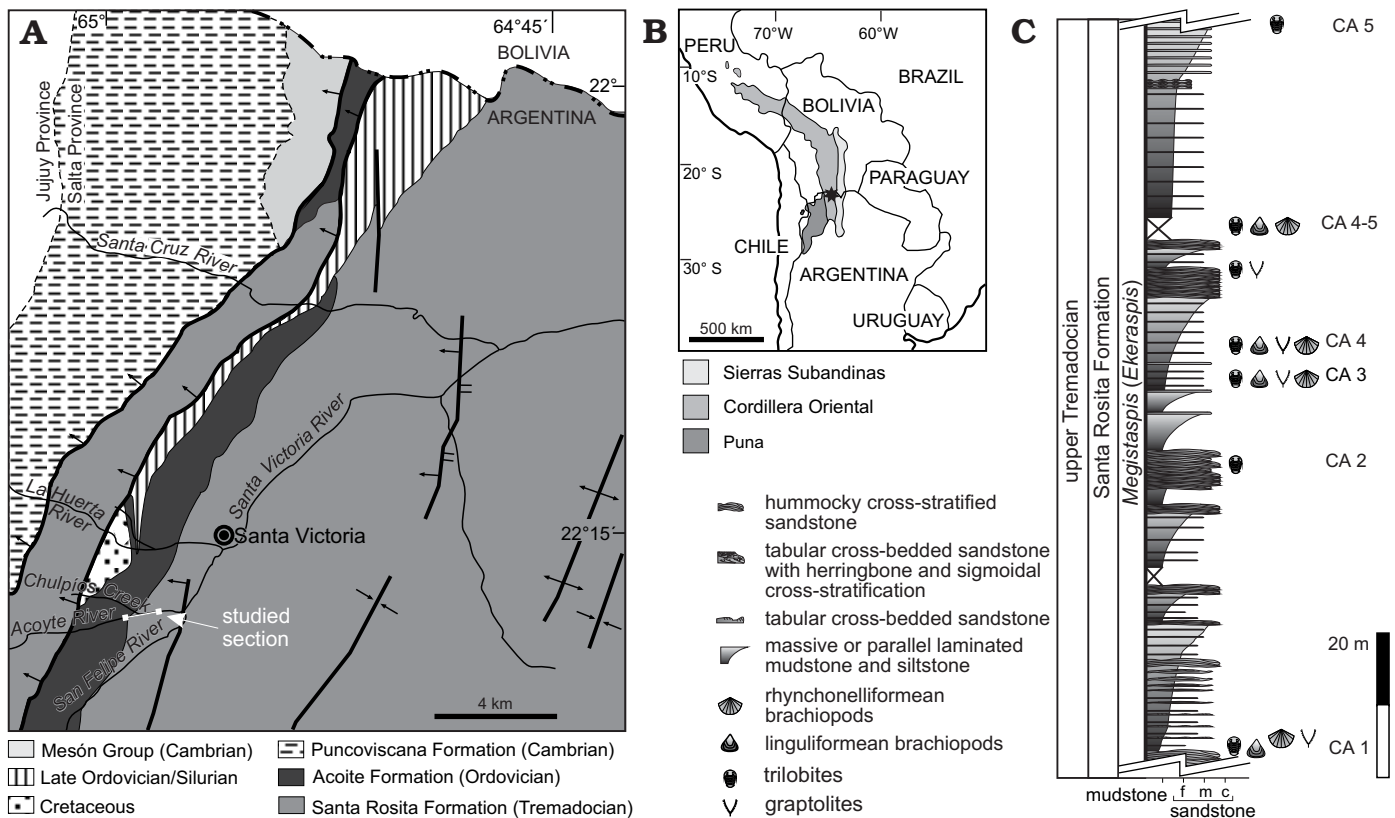 A
65°
64°45´
BOLIVIA
22°
ARGENTINA
Jujuy Province
Salta Province
Santa Cruz River
La Huerta
River
Santa Victoria River
Santa Victoria
22°15´
Chulpíos Creek
Acoyte River
San Felipe River
studied
section
4 km
Mesón Group (Cambrian)
Late Ordovician/Silurian
Cretaceous
Puncoviscana Formation (Cambrian)
Acoite Formation (Ordovician)
Santa Rosita Formation (Tremadocian)
B
70°W
60°W
PERU
10°S
BRAZIL
BOLIVIA
20° S
PARAGUAY
CHILE
30° S
ARGENTINA
URUGUAY
500 km
Sierras Subandinas
Cordillera Oriental
Puna
hummocky cross-stratified
sandstone
tabular cross-bedded sandstone
with herringbone and sigmoidal
cross-stratification
tabular cross-bedded sandstone
massive or parallel laminated
mudstone and siltstone
rhynchonelliformean
brachiopods
linguliformean brachiopods
trilobites
graptolites
C
upper Tremadocian
Santa Rosita Formation
Megistaspis (Ekeraspis)
CA 5
CA 4-5
CA 4
CA 3
CA 2
20 m
CA 1
mudstone
f m c
sandstone